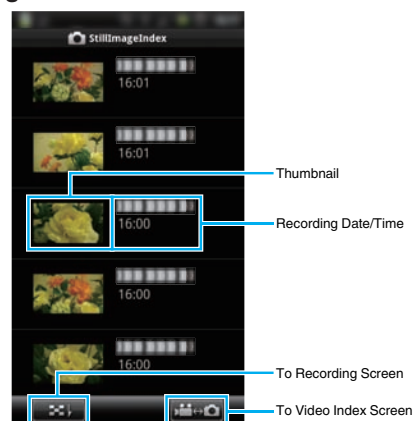 StillImageIndex
16:01
16:01
Thumbnail
16:00
Recording Date/Time
16:00
16:00
To Recording Screen
To Video Index Screen